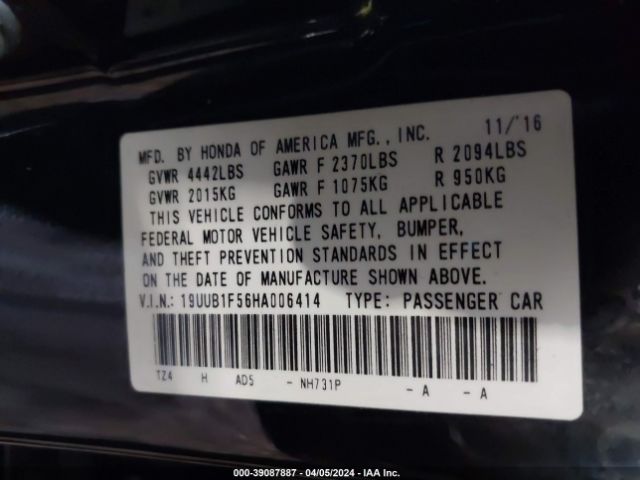 MFD. BY HONDA OF AMERICA MFG., INC. 11/'16
GVWR 4442LBS GAWR F 2370LBS R 2094LBS
GVWR 2015KG GAWR F 1075KG R 950KG
THIS VEHICLE CONFORMS TO ALL APPLICABLE
FEDERAL MOTOR VEHICLE SAFETY, BUMPER,
AND THEFT PREVENTION STANDARDS IN EFFECT
ON THE DATE OF MANUFACTURE SHOWN ABOVE.
V.I.N.: 19UUB1F56HA006414 TYPE: PASSENGER CAR
TZ4 H AD5 - NH731P - A - A
000-39087887 - 04/05/2024 - IAA Inc.